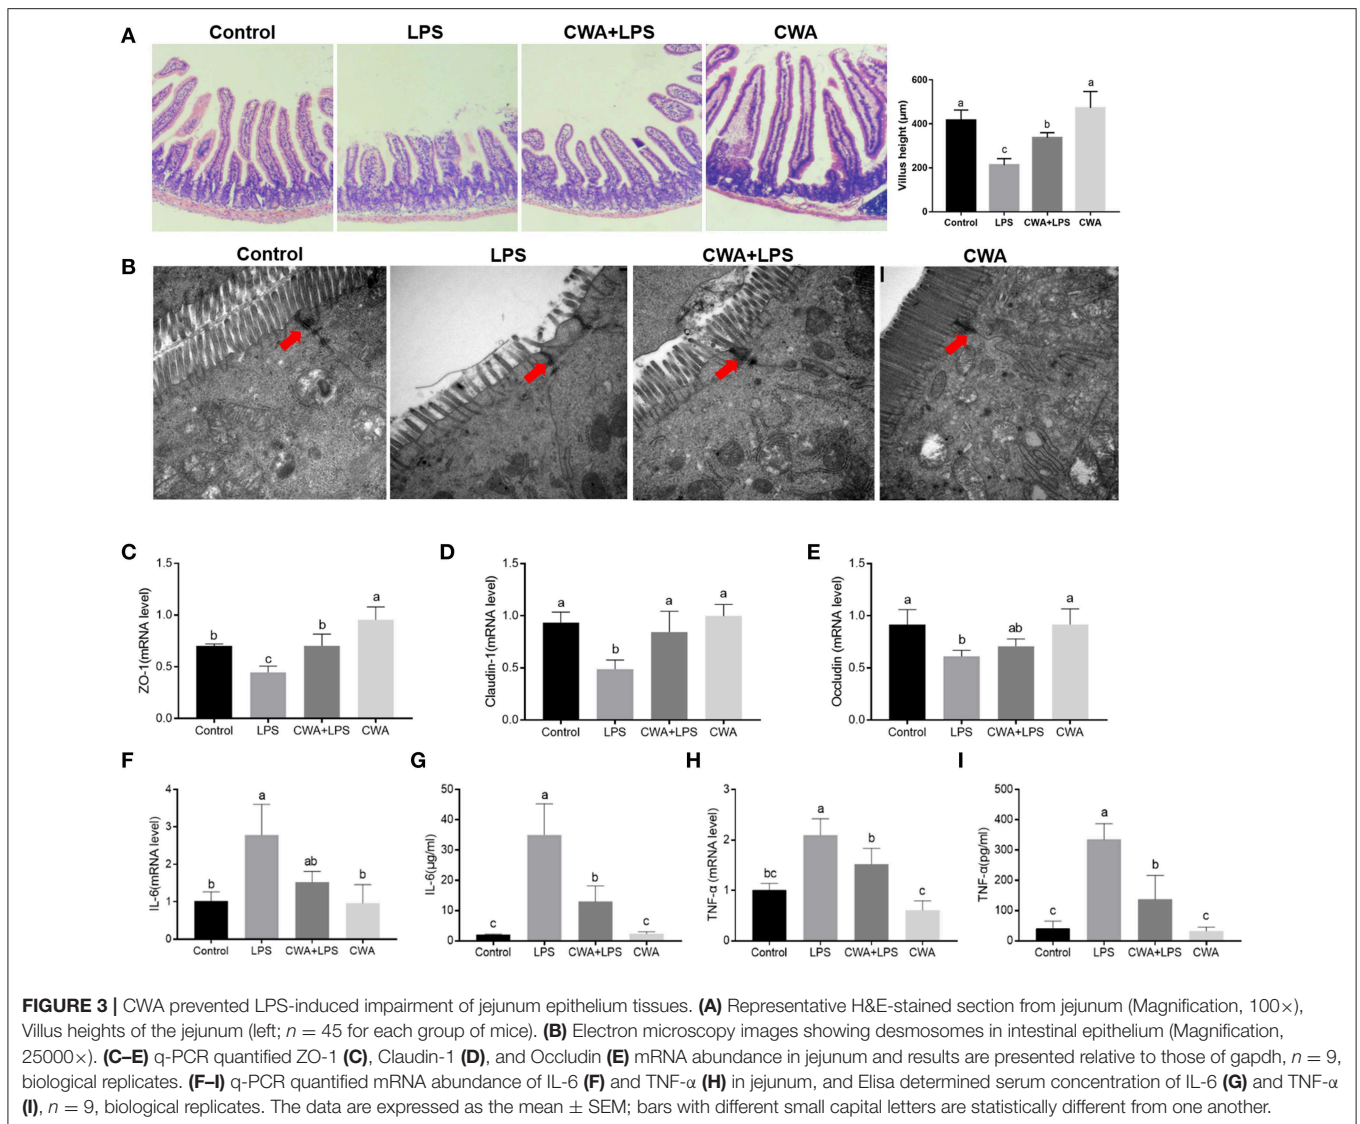 A
Control
LPS
CWA+LPS
CWA
Villus height (µm)
600
400
200
0
a
c
b
a
Control
LPS
CWA+LPS
CWA
B
Control
LPS
CWA+LPS
CWA
C
ZO-1(mRNA level)
1.5
1.0
0.5
0.0
b
c
b
a
Control
LPS
CWA+LPS
CWA
D
Claudin-1(mRNA level)
1.5
1.0
0.5
0.0
a
b
a
a
Control
LPS
CWA+LPS
CWA
E
Occludin (mRNA level)
1.5
1.0
0.5
0.0
a
b
ab
a
Control
LPS
CWA+LPS
CWA
F
IL-6(mRNA level)
4
3
2
1
0
b
a
ab
b
Control
LPS
CWA+LPS
CWA
G
IL-6(µg/ml)
50
40
30
20
10
0
c
a
b
c
Control
LPS
CWA+LPS
CWA
H
TNF-α (mRNA level)
3
2
1
0
bc
a
b
c
Control
LPS
CWA+LPS
CWA
I
TNF-α(pg/ml)
500
400
300
200
100
0
c
a
b
c
Control
LPS
CWA+LPS
CWA
FIGURE 3 | CWA prevented LPS-induced impairment of jejunum epithelium tissues. (A) Representative H&E-stained section from jejunum (Magnification, 100×),
Villus heights of the jejunum (left; n = 45 for each group of mice). (B) Electron microscopy images showing desmosomes in intestinal epithelium (Magnification,
25000×). (C–E) q-PCR quantified ZO-1 (C), Claudin-1 (D), and Occludin (E) mRNA abundance in jejunum and results are presented relative to those of gapdh, n = 9,
biological replicates. (F–I) q-PCR quantified mRNA abundance of IL-6 (F) and TNF-α (H) in jejunum, and Elisa determined serum concentration of IL-6 (G) and TNF-α
(I), n = 9, biological replicates. The data are expressed as the mean ± SEM; bars with different small capital letters are statistically different from one another.